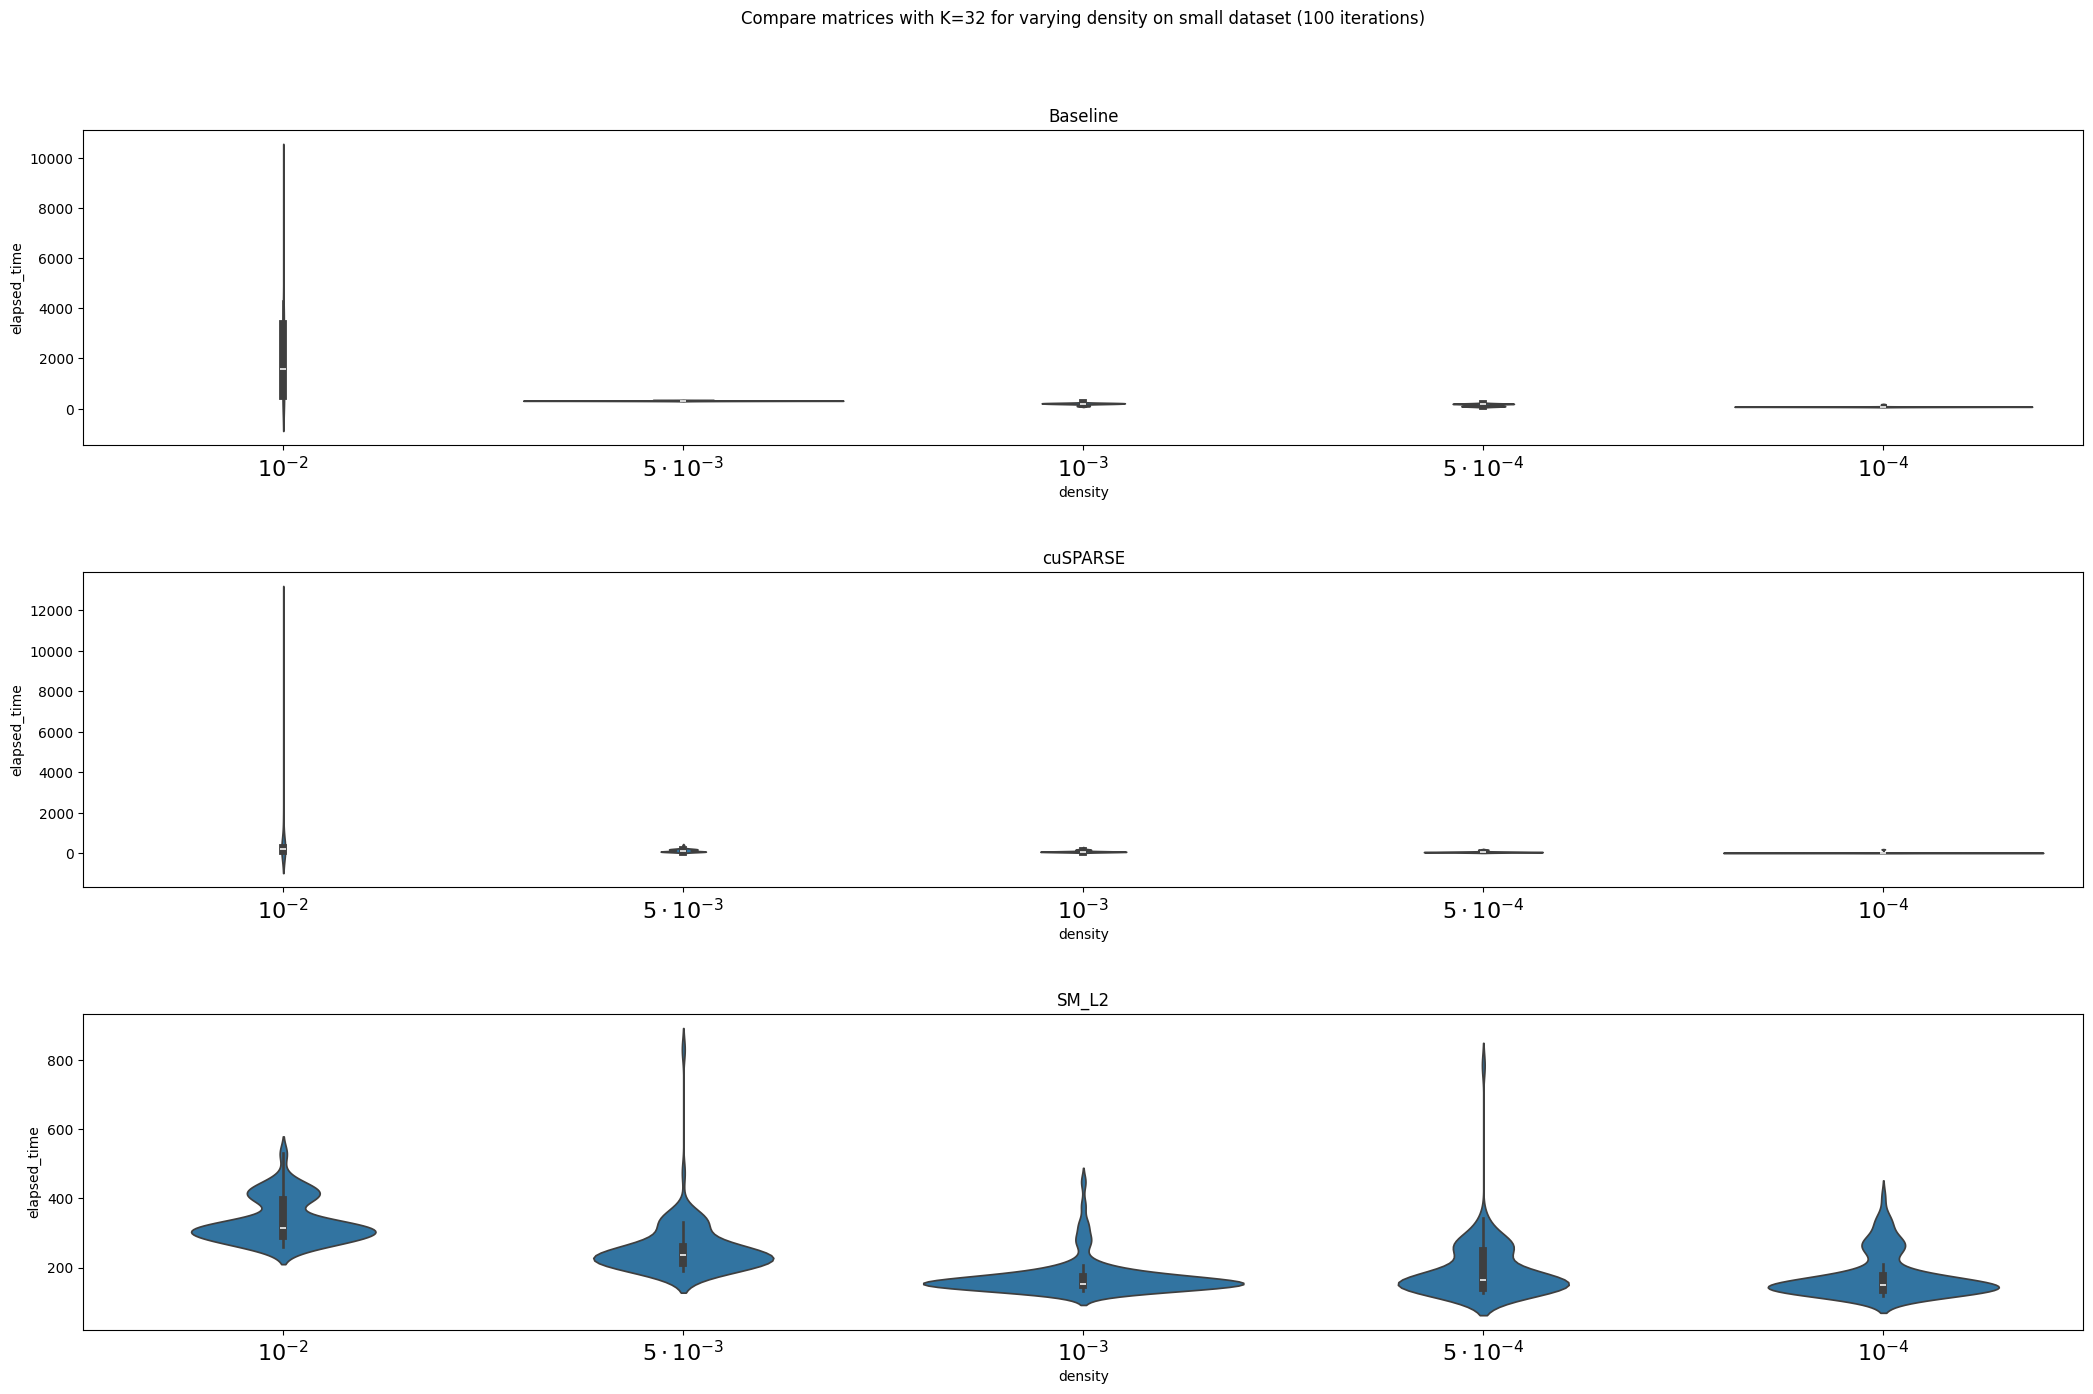 Compare matrices with K=32 for varying density on small dataset (100 iterations)
Baseline
elapsed_time
10000
8000
6000
4000
2000
0
10⁻² 5·10⁻³ 10⁻³ 5·10⁻⁴ 10⁻⁴
density
cuSPARSE
elapsed_time
12000
10000
8000
6000
4000
2000
0
10⁻² 5·10⁻³ 10⁻³ 5·10⁻⁴ 10⁻⁴
density
SM_L2
elapsed_time
800
600
400
200
10⁻² 5·10⁻³ 10⁻³ 5·10⁻⁴ 10⁻⁴
density